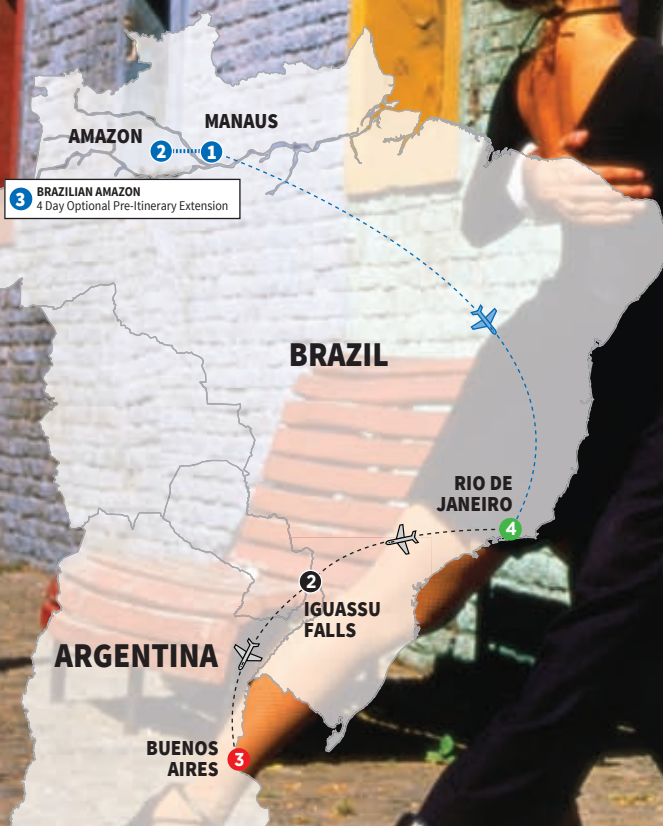 MANAUS
AMAZON
2
1
3
BRAZILIAN AMAZON
4 Day Optional Pre-Itinerary Extension
BRAZIL
RIO DE
JANEIRO
4
2
IGUASSU
FALLS
ARGENTINA
BUENOS
AIRES
3